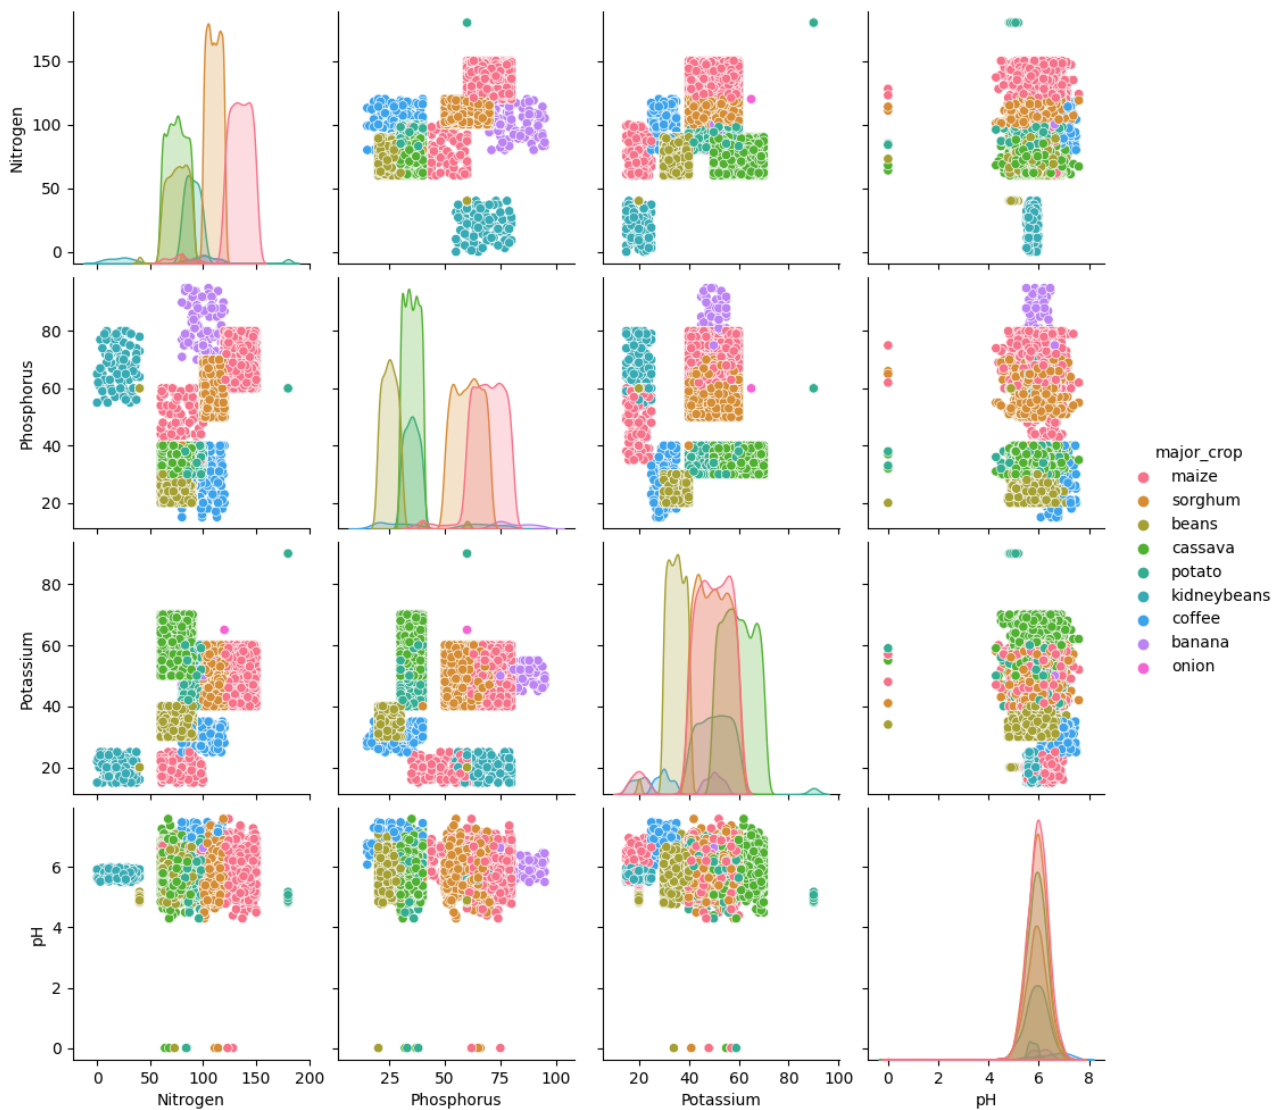 Nitrogen
150
100
50
0
Phosphorus
80
60
40
20
major_crop
maize
sorghum
beans
cassava
potato
kidneybeans
coffee
banana
onion
Potassium
80
60
40
20
pH
6
4
2
0
0 50 100 150 200
25 50 75 100
20 40 60 80 100
0 2 4 6 8
Nitrogen Phosphorus Potassium pH